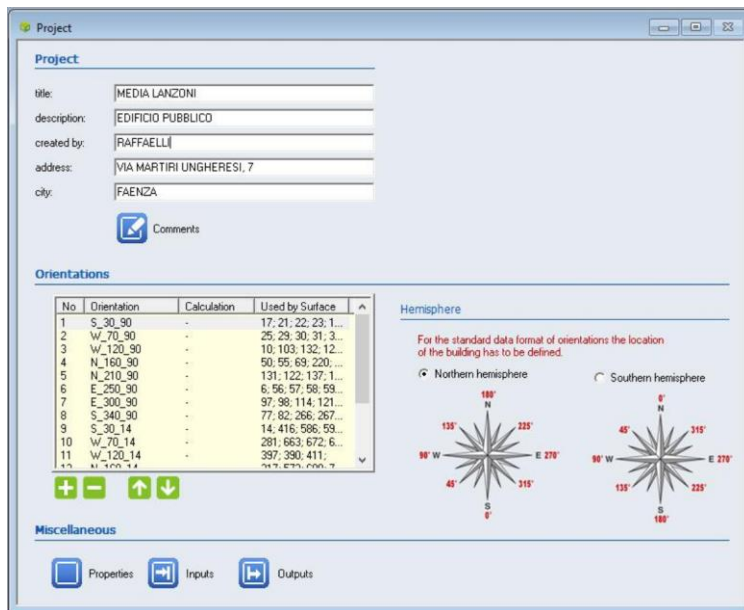 Project
Project
title: MEDIA LANZONI
description: EDIFICIO PUBBLICO
created by: RAFFAELLI
address: VIA MARTIRI UNGHERESI, 7
city: FAENZA
Comments
Orientations
No Orientation Calculation Used by Surface
1 S_30_90 - 17; 21; 22; 23; 1...
2 W_70_90 - 25; 29; 30; 31; 3...
3 W_120_90 - 10; 103; 132; 12...
4 N_160_90 - 50; 55; 69; 220; ...
5 N_210_90 - 131; 122; 137; 1...
6 E_250_90 - 6; 56; 57; 58; 59...
7 E_300_90 - 97; 98; 114; 121...
8 S_340_90 - 77; 82; 266; 267...
9 S_30_14 - 14; 416; 586; 59...
10 W_70_14 - 281; 663; 672; 6...
11 W_120_14 - 397; 390; 411;
Hemisphere
For the standard data format of orientations the location
of the building has to be defined.
Northern hemisphere
180°
N
135° 225°
90° W E 270°
45° 315°
S
0°
Southern hemisphere
0°
N
45° 315°
90° W E 270°
135° 225°
S
180°
Miscellaneous
Properties Inputs Outputs